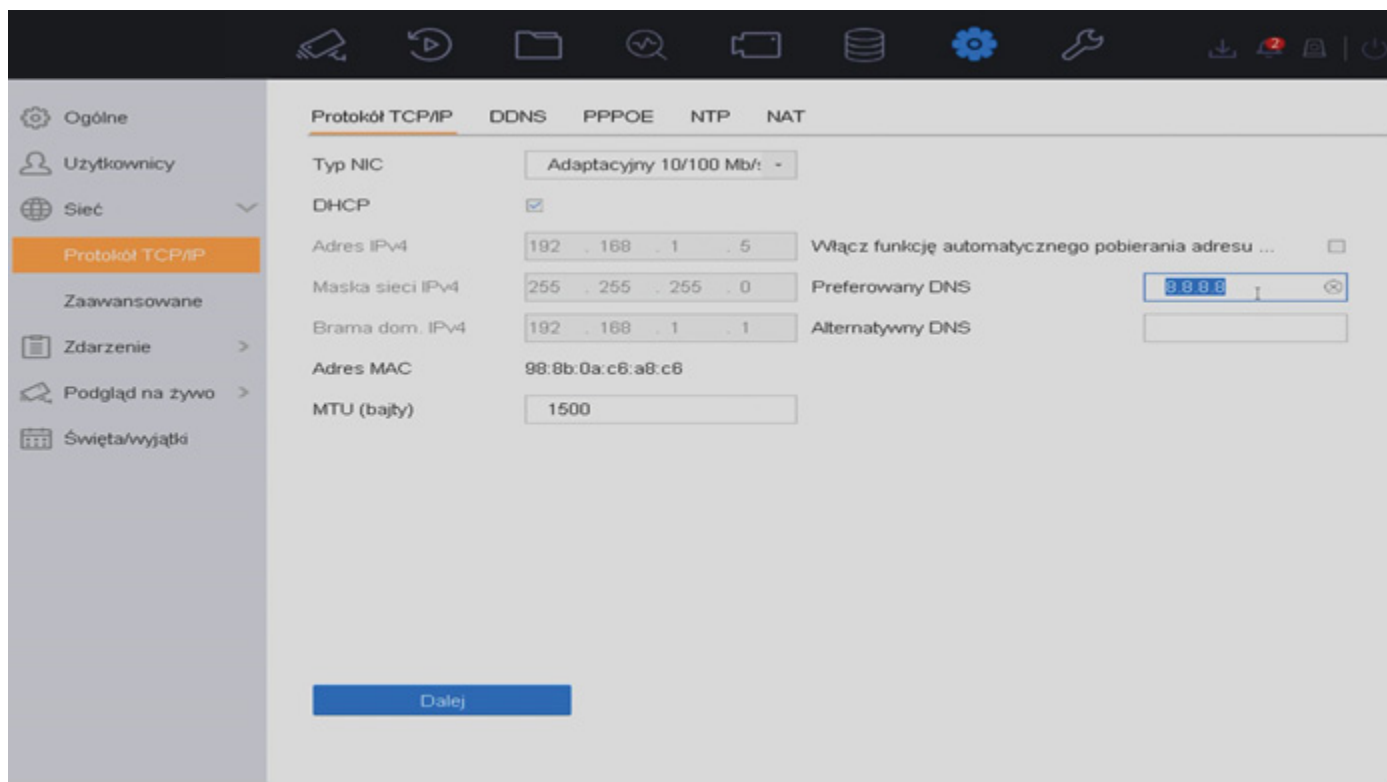 2
Ogólne
Użytkownicy
Sieć
Protokół TCP/IP
Zaawansowane
Zdarzenie
Podgląd na żywo
Święta/wyjątki
Protokół TCP/IP DDNS PPPOE NTP NAT
Typ NIC Adaptacyjny 10/100 Mb/s
DHCP
Adres IPv4 192 . 168 . 1 . 5 Włącz funkcję automatycznego pobierania adresu ...
Maska sieci IPv4 255 . 255 . 255 . 0 Preferowany DNS 8.8.8.8
Brama dom. IPv4 192 . 168 . 1 . 1 Alternatywny DNS
Adres MAC 98:8b:0a:c6:a8:c6
MTU (bajty) 1500
Dalej